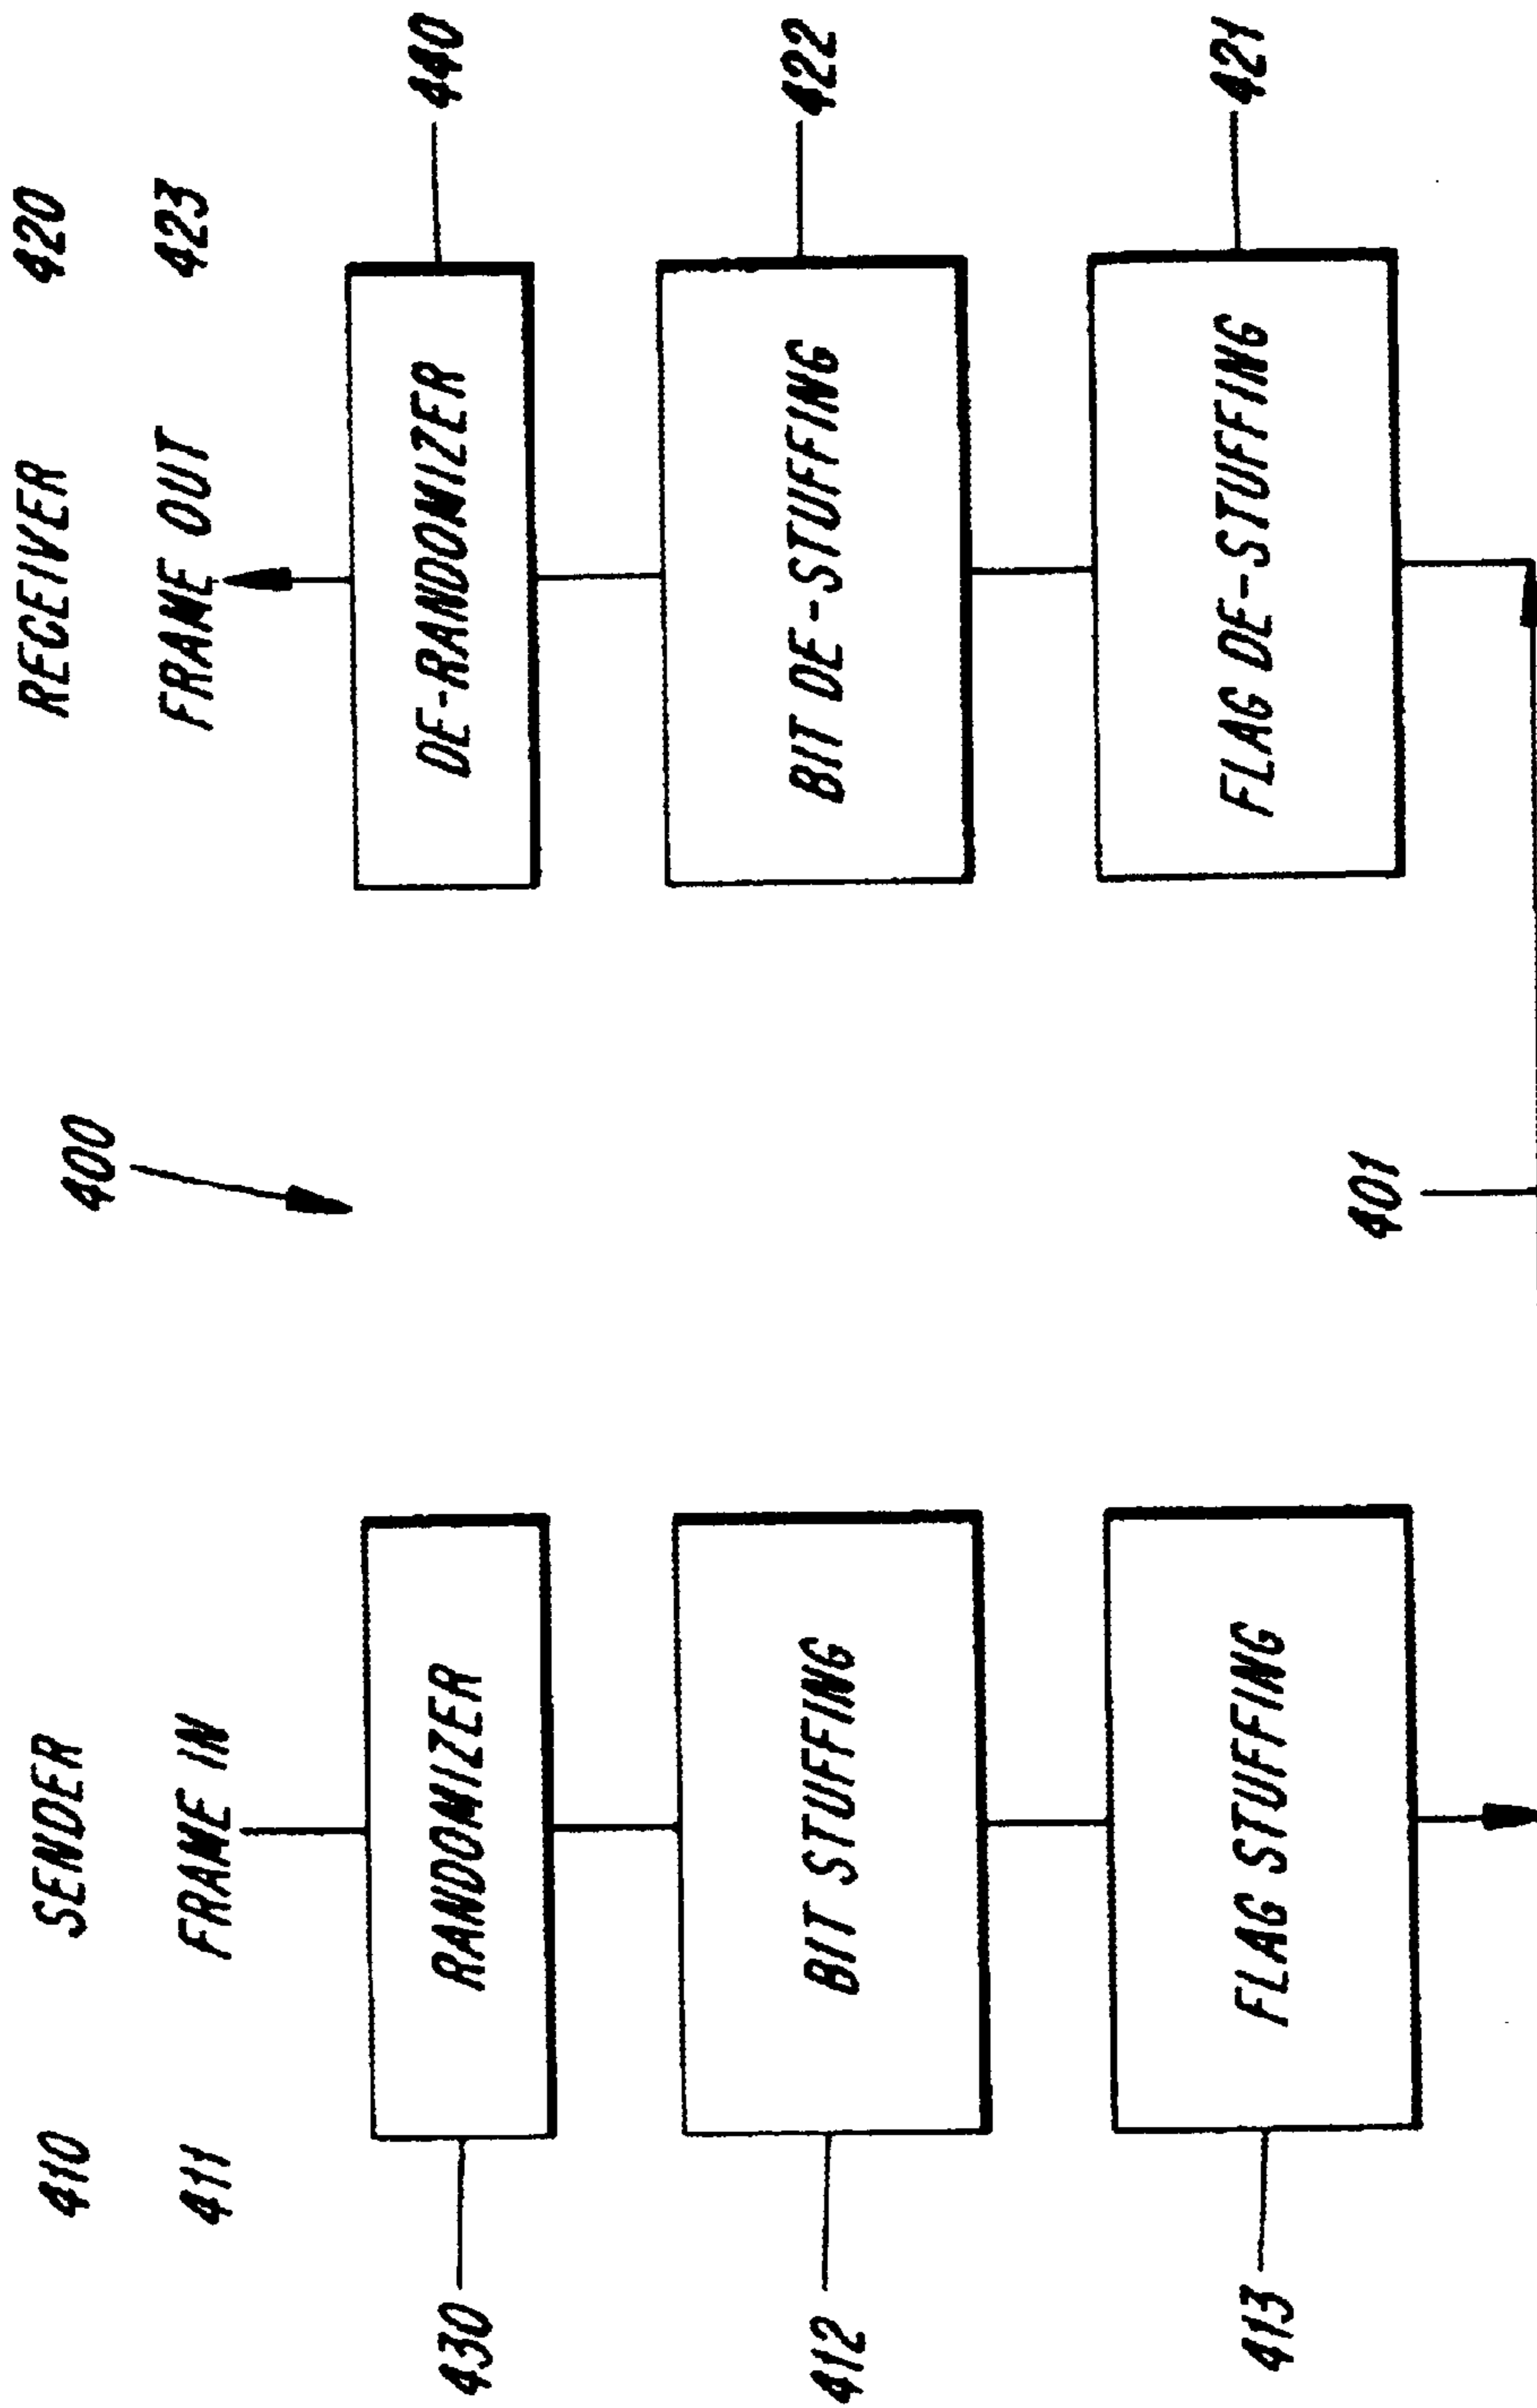 410 SENDER 400 RECEIVER 420
411 FRAME IN FRAME OUT 423
430 RANDOMIZER DE-RANDOMIZER 440
412 BIT STUFFING BIT DE-STUFFING 422
413 FLAG STUFFING 401 FLAG DE-STUFFING 421